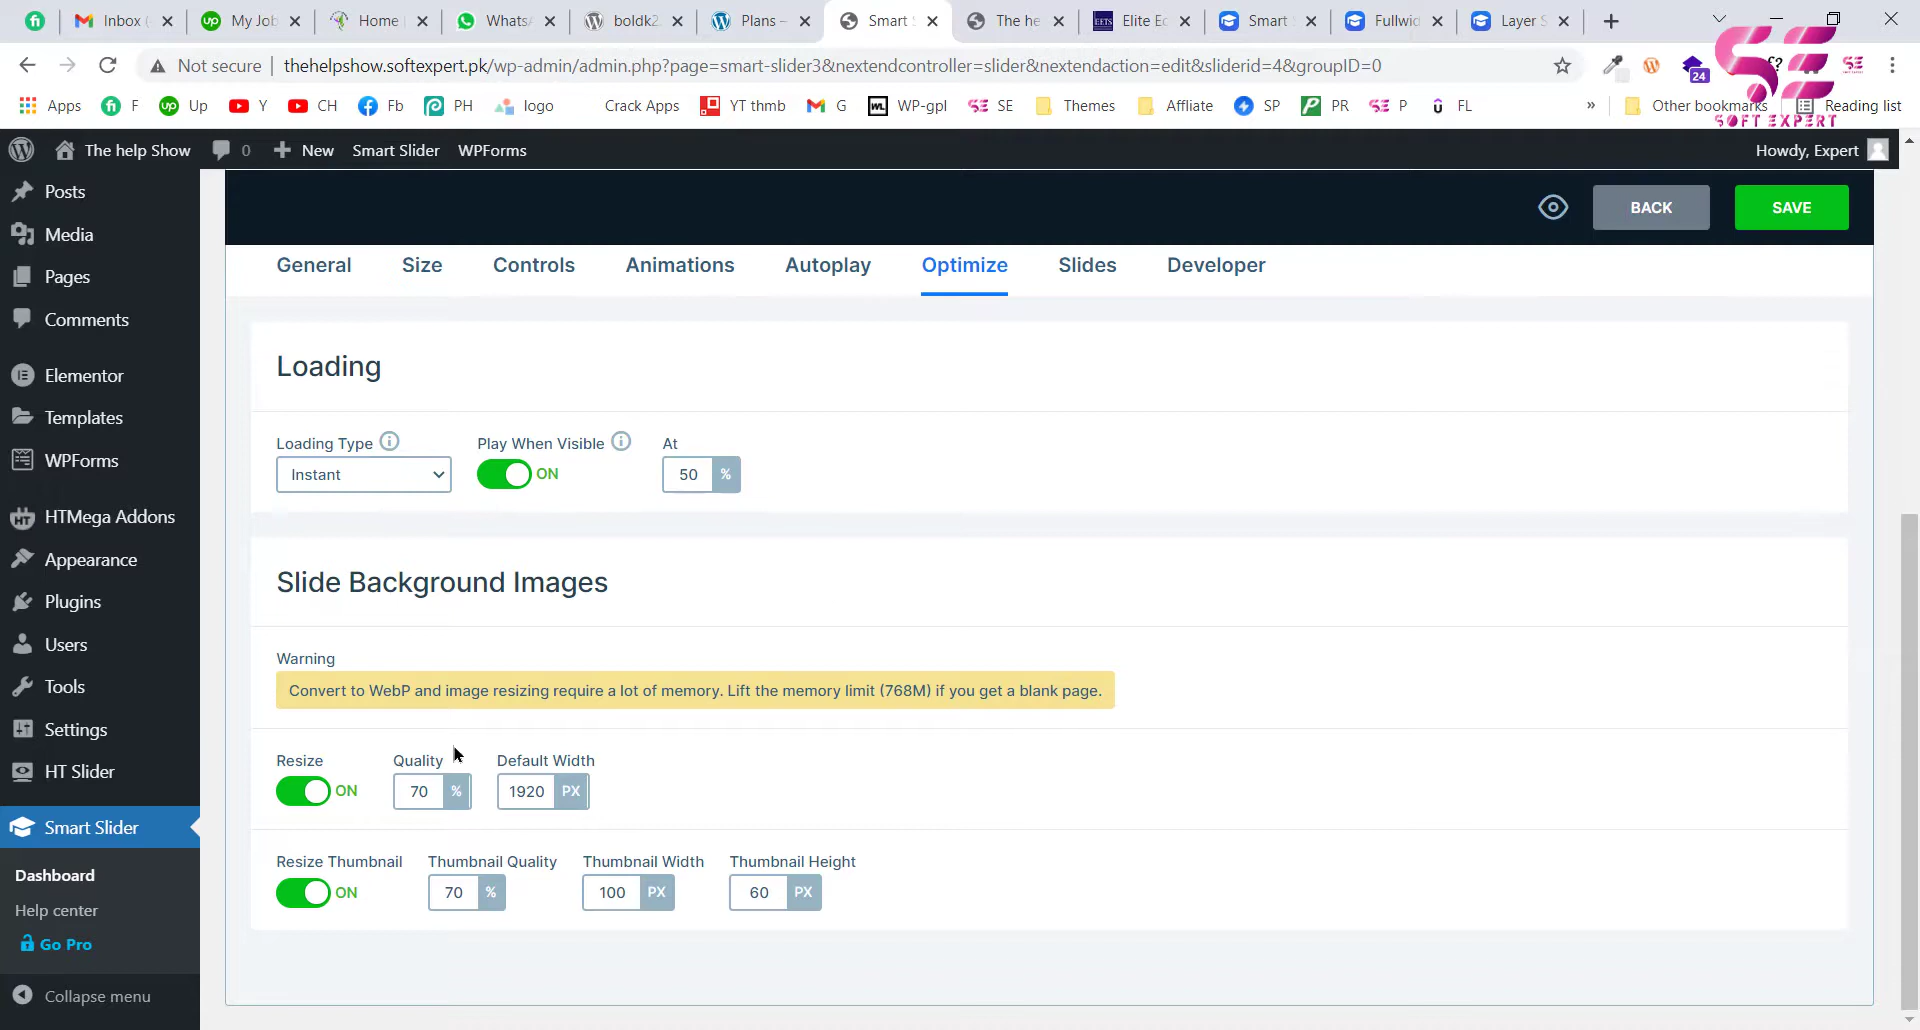 Inbox
My Job
Home
WhatsA
boldk2
Plans –
Smart S
The he
Elite Ec
Smart
Fullwid
Layer S
Not secure
thehelpshow.softexpert.pk/wp-admin/admin.php?page=smart-slider3&nextendcontroller=slider&nextendaction=edit&sliderid=4&groupID=0
24
Apps
F
Up
Y
CH
Fb
PH
logo
Crack Apps
YT thmb
G
WP-gpl
SE
Themes
Affliate
SP
PR
P
FL
»
Other bookmarks
Reading list
SOFT EXPERT
The help Show
0
New
Smart Slider
WPForms
Howdy, Expert
Posts
Media
Pages
Comments
Elementor
Templates
WPForms
HTMega Addons
Appearance
Plugins
Users
Tools
Settings
HT Slider
Smart Slider
Dashboard
Help center
Go Pro
Collapse menu
BACK
SAVE
General
Size
Controls
Animations
Autoplay
Optimize
Slides
Developer
Loading
Loading Type
Play When Visible
At
Instant
ON
50 %
Slide Background Images
Warning
Convert to WebP and image resizing require a lot of memory. Lift the memory limit (768M) if you get a blank page.
Resize
Quality
Default Width
ON
70 %
1920 PX
Resize Thumbnail
Thumbnail Quality
Thumbnail Width
Thumbnail Height
ON
70 %
100 PX
60 PX